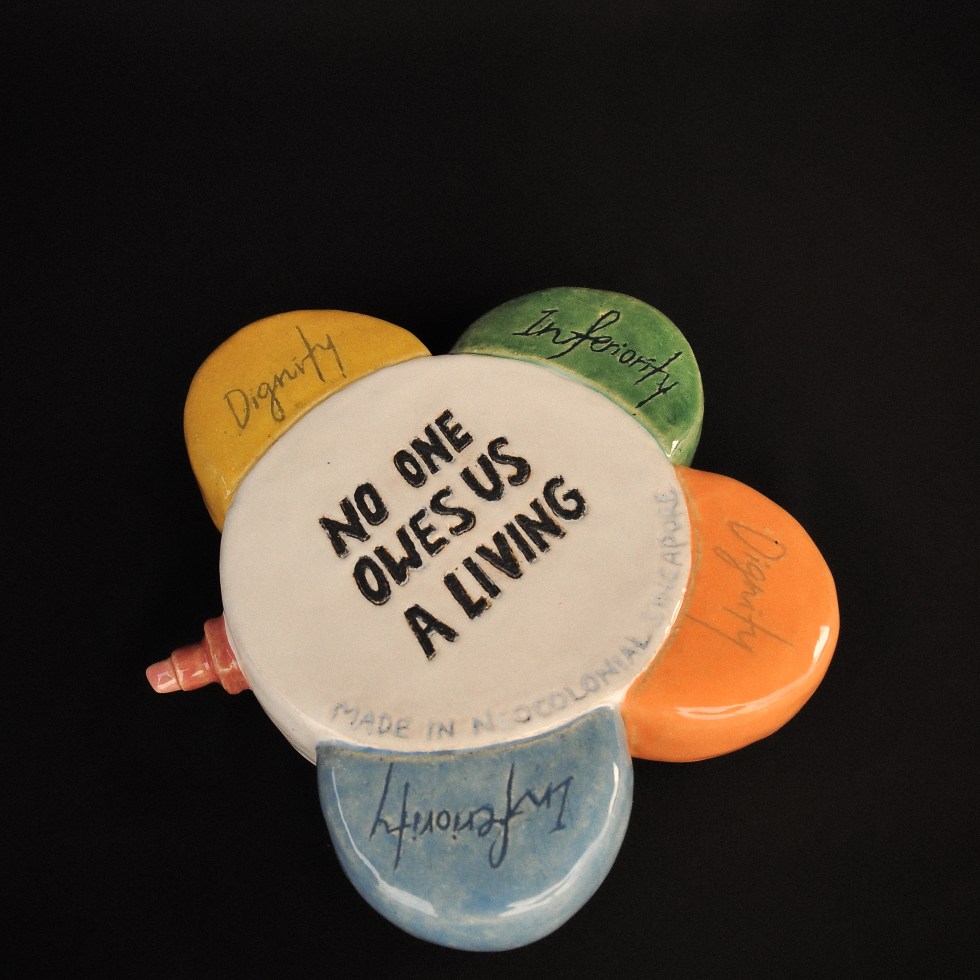 Dignity
Inferiority
NO ONE
OWES US
A LIVING
Dignity
MADE IN NEOCOLONIAL SINGAPORE
Inferiority